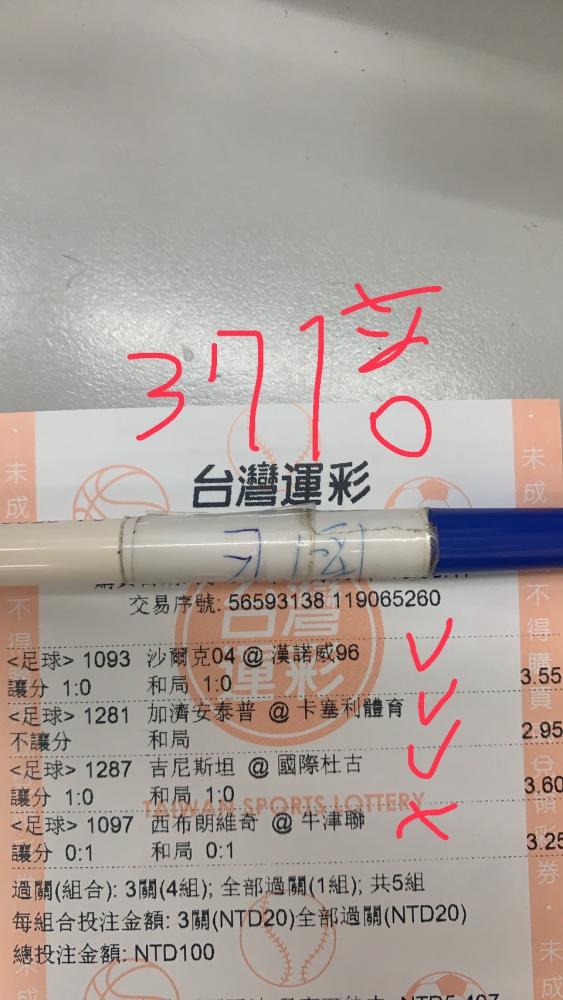 371倍
台灣運彩
交易序號: 56593138 119065260
<足球> 1093 沙爾克04 @ 漢諾威96
讓分 1:0 和局 1:0 3.55
<足球> 1281 加濟安泰普 @ 卡塞利體育
不讓分 和局 2.95
<足球> 1287 吉尼斯坦 @ 國際杜古
讓分 1:0 和局 1:0 3.60
TAIWAN SPORTS LOTTERY
<足球> 1097 西布朗維奇 @ 牛津聯
讓分 0:1 和局 0:1 3.25
過關(組合): 3關(4組); 全部過關(1組); 共5組
每組合投注金額: 3關(NTD20)全部過關(NTD20)
總投注金額: NTD100